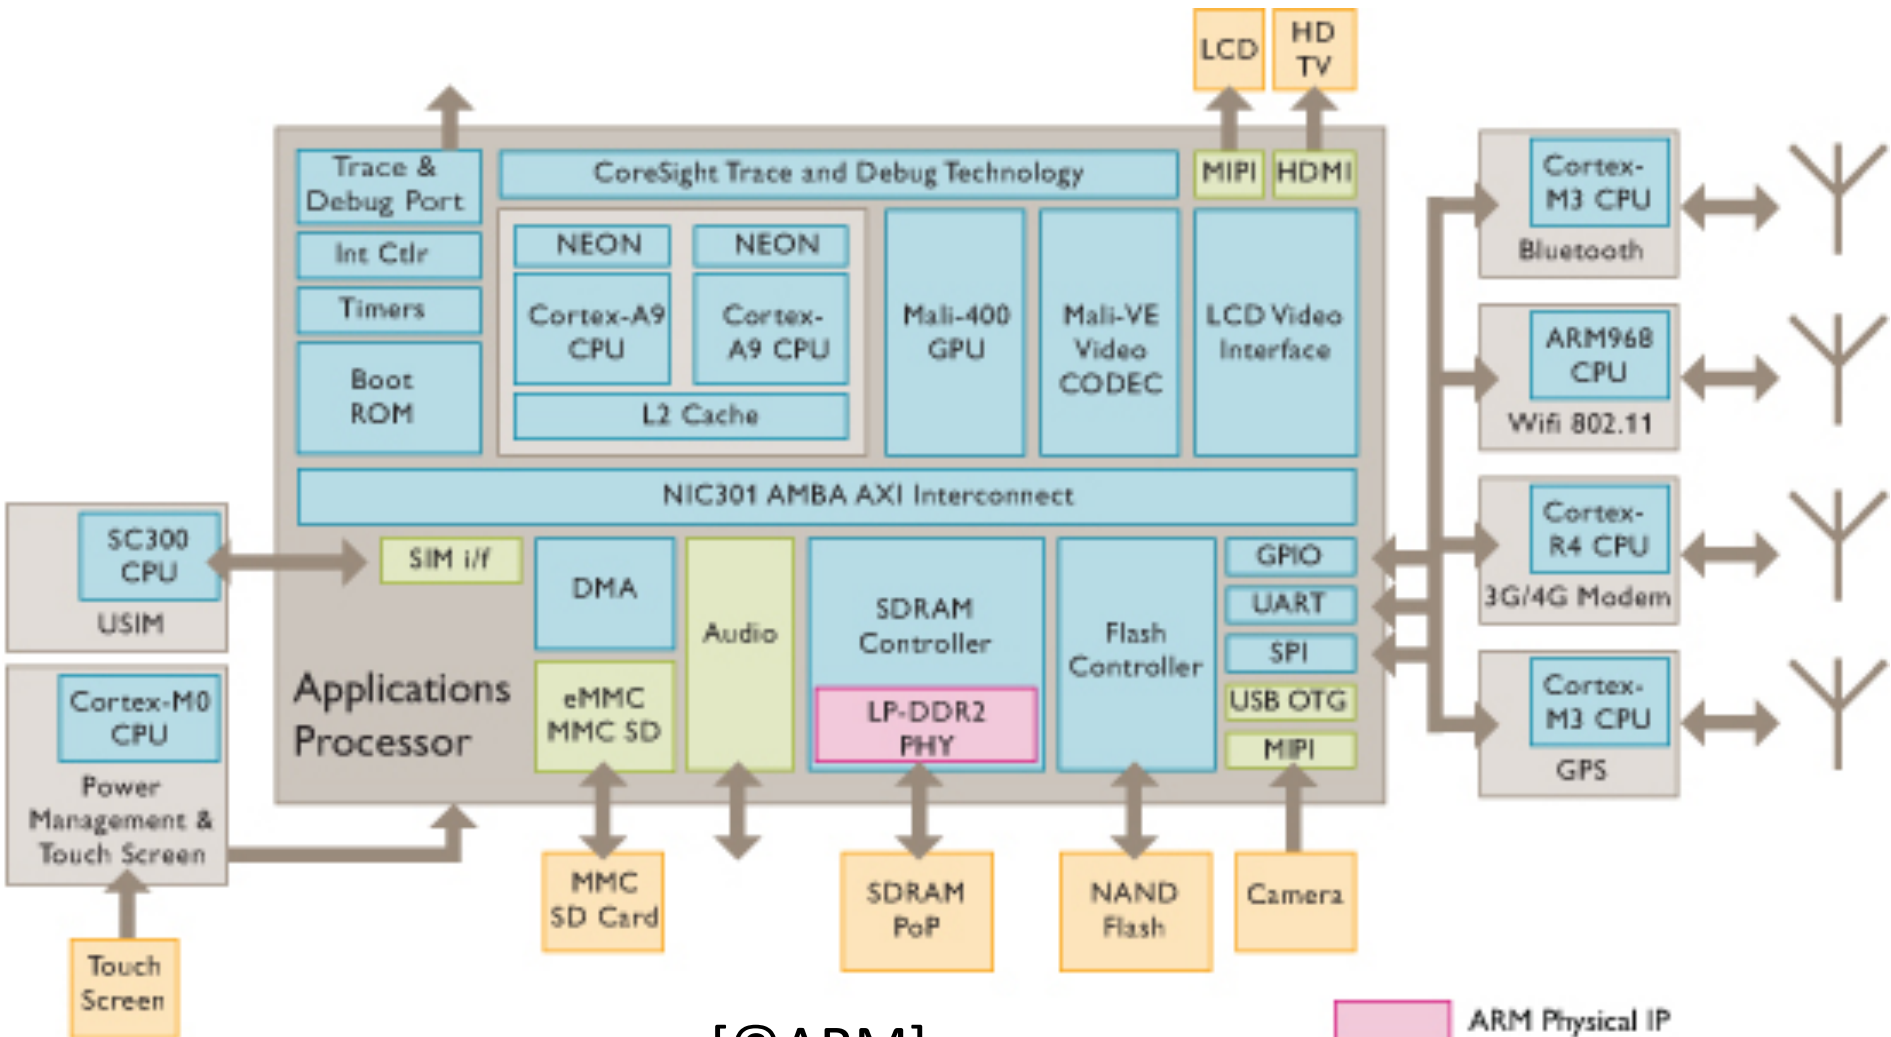 LCD
HD
TV
Trace &
Debug Port
CoreSight Trace and Debug Technology
MIPI
HDMI
Int Ctlr
Timers
Boot
ROM
NEON
NEON
Cortex-A9
CPU
Cortex-
A9 CPU
L2 Cache
Mali-400
GPU
Mali-VE
Video
CODEC
LCD Video
Interface
NIC301 AMBA AXI Interconnect
Cortex-
M3 CPU
Bluetooth
ARM968
CPU
Wifi 802.11
Cortex-
R4 CPU
3G/4G Modem
Cortex-
M3 CPU
GPS
SC300
CPU
USIM
SIM i/f
DMA
eMMC
MMC SD
Audio
SDRAM
Controller
LP-DDR2
PHY
Flash
Controller
GPIO
UART
SPI
USB OTG
MIPI
Applications
Processor
Cortex-M0
CPU
Power
Management &
Touch Screen
Touch
Screen
MMC
SD Card
SDRAM
PoP
NAND
Flash
Camera
[©ARM]
ARM Physical IP